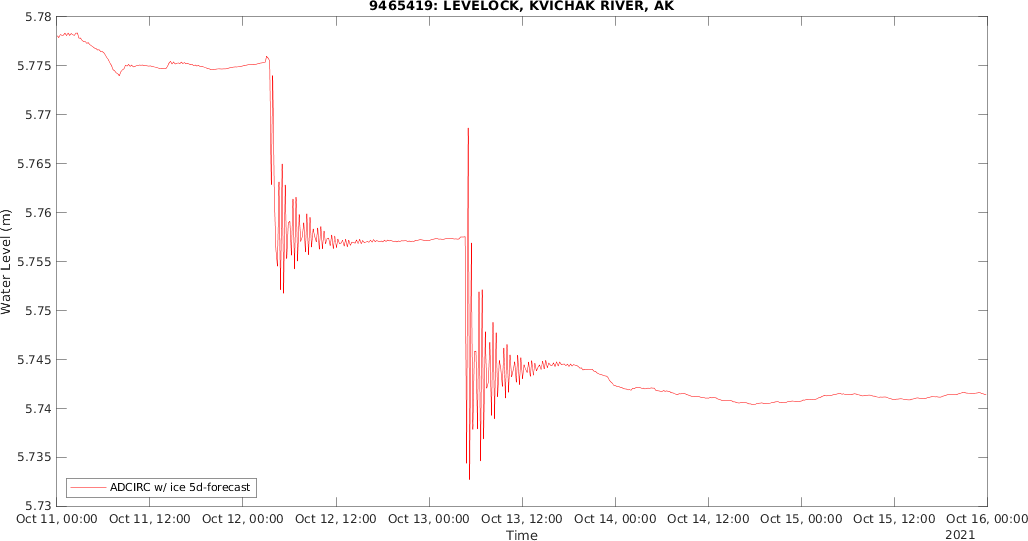 9465419: LEVELOCK, KVICHAK RIVER, AK
5.78
5.775
5.77
5.765
5.76
5.755
5.75
5.745
5.74
5.735
5.73
Water Level (m)
ADCIRC w/ ice 5d-forecast
Oct 11, 00:00 Oct 11, 12:00 Oct 12, 00:00 Oct 12, 12:00 Oct 13, 00:00 Oct 13, 12:00 Oct 14, 00:00 Oct 14, 12:00 Oct 15, 00:00 Oct 15, 12:00 Oct 16, 00:00
Time
2021